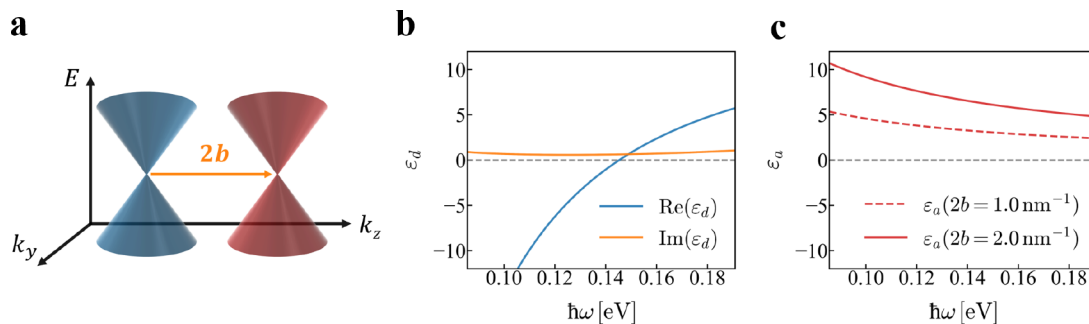 a
E
2b
k_y
k_z
b
10
5
0
−5
−10
ε_d
Re(ε_d)
Im(ε_d)
0.10 0.12 0.14 0.16 0.18
ℏω [eV]
c
10
5
0
−5
−10
ε_a
ε_a(2b = 1.0 nm⁻¹)
ε_a(2b = 2.0 nm⁻¹)
0.10 0.12 0.14 0.16 0.18
ℏω [eV]